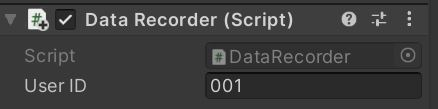 Data Recorder (Script)
Script DataRecorder
User ID 001